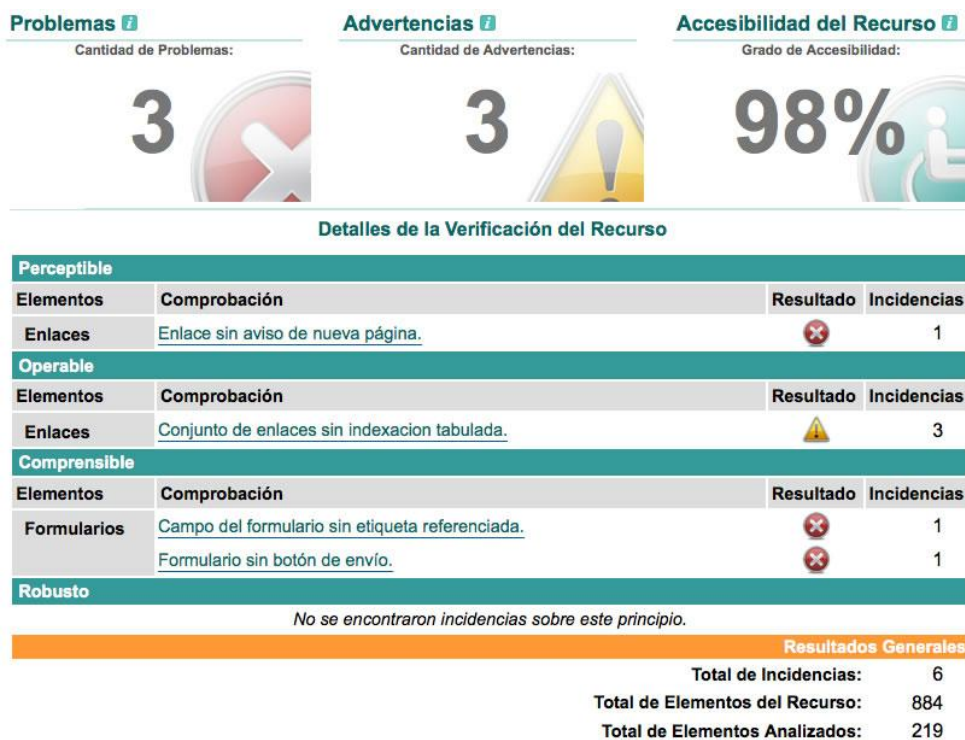 Problemas i
Advertencias i
Accesibilidad del Recurso i
Cantidad de Problemas:
Cantidad de Advertencias:
Grado de Accesibilidad:
3
3
98%
Detalles de la Verificación del Recurso
Perceptible
Elementos Comprobación Resultado Incidencias
Enlaces Enlace sin aviso de nueva página. 1
Operable
Elementos Comprobación Resultado Incidencias
Enlaces Conjunto de enlaces sin indexacion tabulada. 3
Comprensible
Elementos Comprobación Resultado Incidencias
Formularios Campo del formulario sin etiqueta referenciada. 1
Formulario sin botón de envío. 1
Robusto
No se encontraron incidencias sobre este principio.
Resultados Generales
Total de Incidencias: 6
Total de Elementos del Recurso: 884
Total de Elementos Analizados: 219